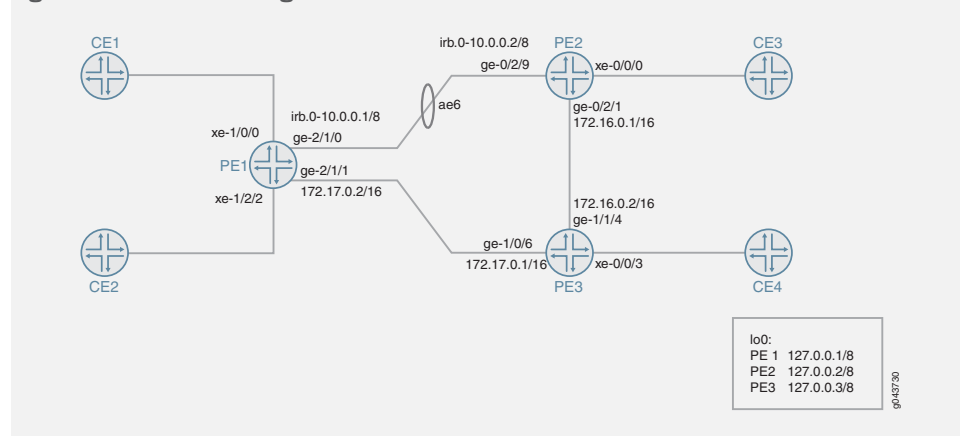 CE1
irb.0-10.0.0.2/8
PE2
CE3
ge-0/2/9
xe-0/0/0
ae6
ge-0/2/1
172.16.0.1/16
irb.0-10.0.0.1/8
xe-1/0/0
ge-2/1/0
PE1
ge-2/1/1
172.17.0.2/16
xe-1/2/2
172.16.0.2/16
ge-1/1/4
ge-1/0/6
172.17.0.1/16
xe-0/0/3
CE2
PE3
CE4
lo0:
PE 1 127.0.0.1/8
PE2 127.0.0.2/8
PE3 127.0.0.3/8
g043730